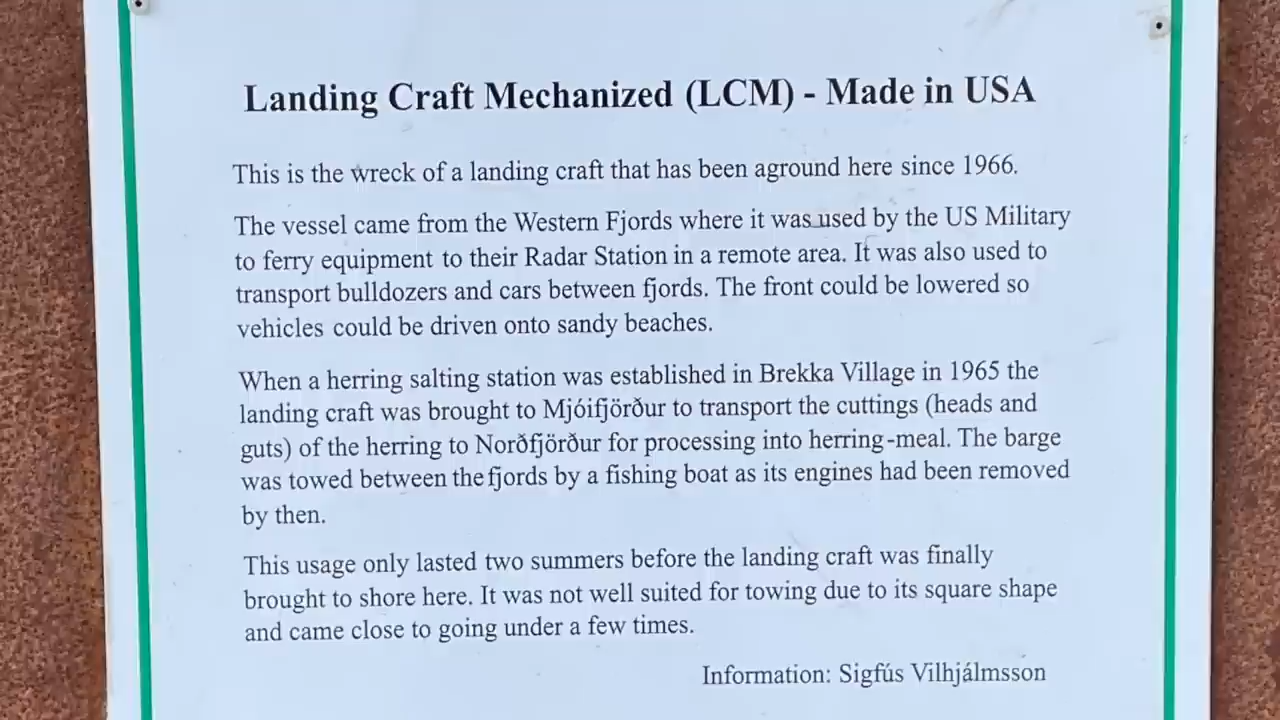 Landing Craft Mechanized (LCM) - Made in USA
This is the wreck of a landing craft that has been aground here since 1966.
The vessel came from the Western Fjords where it was used by the US Military
to ferry equipment to their Radar Station in a remote area. It was also used to
transport bulldozers and cars between fjords. The front could be lowered so
vehicles could be driven onto sandy beaches.
When a herring salting station was established in Brekka Village in 1965 the
landing craft was brought to Mjóifjörður to transport the cuttings (heads and
guts) of the herring to Norðfjörður for processing into herring-meal. The barge
was towed between the fjords by a fishing boat as its engines had been removed
by then.
This usage only lasted two summers before the landing craft was finally
brought to shore here. It was not well suited for towing due to its square shape
and came close to going under a few times.
Information: Sigfús Vilhjálmsson